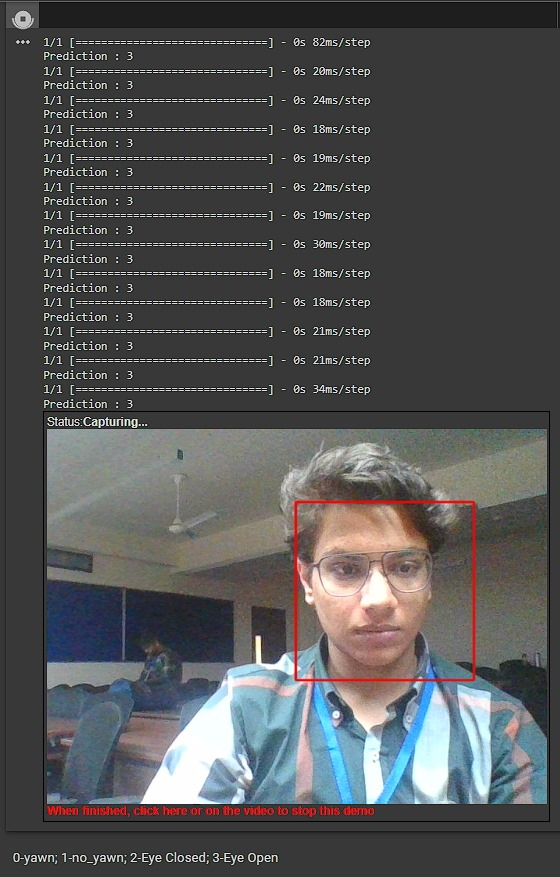 1/1 [==============================] - 0s 82ms/step
Prediction : 3
1/1 [==============================] - 0s 20ms/step
Prediction : 3
1/1 [==============================] - 0s 24ms/step
Prediction : 3
1/1 [==============================] - 0s 18ms/step
Prediction : 3
1/1 [==============================] - 0s 19ms/step
Prediction : 3
1/1 [==============================] - 0s 22ms/step
Prediction : 3
1/1 [==============================] - 0s 19ms/step
Prediction : 3
1/1 [==============================] - 0s 30ms/step
Prediction : 3
1/1 [==============================] - 0s 18ms/step
Prediction : 3
1/1 [==============================] - 0s 18ms/step
Prediction : 3
1/1 [==============================] - 0s 21ms/step
Prediction : 3
1/1 [==============================] - 0s 21ms/step
Prediction : 3
1/1 [==============================] - 0s 34ms/step
Prediction : 3
Status:Capturing...
When finished, click here or on the video to stop this demo
0-yawn; 1-no_yawn; 2-Eye Closed; 3-Eye Open